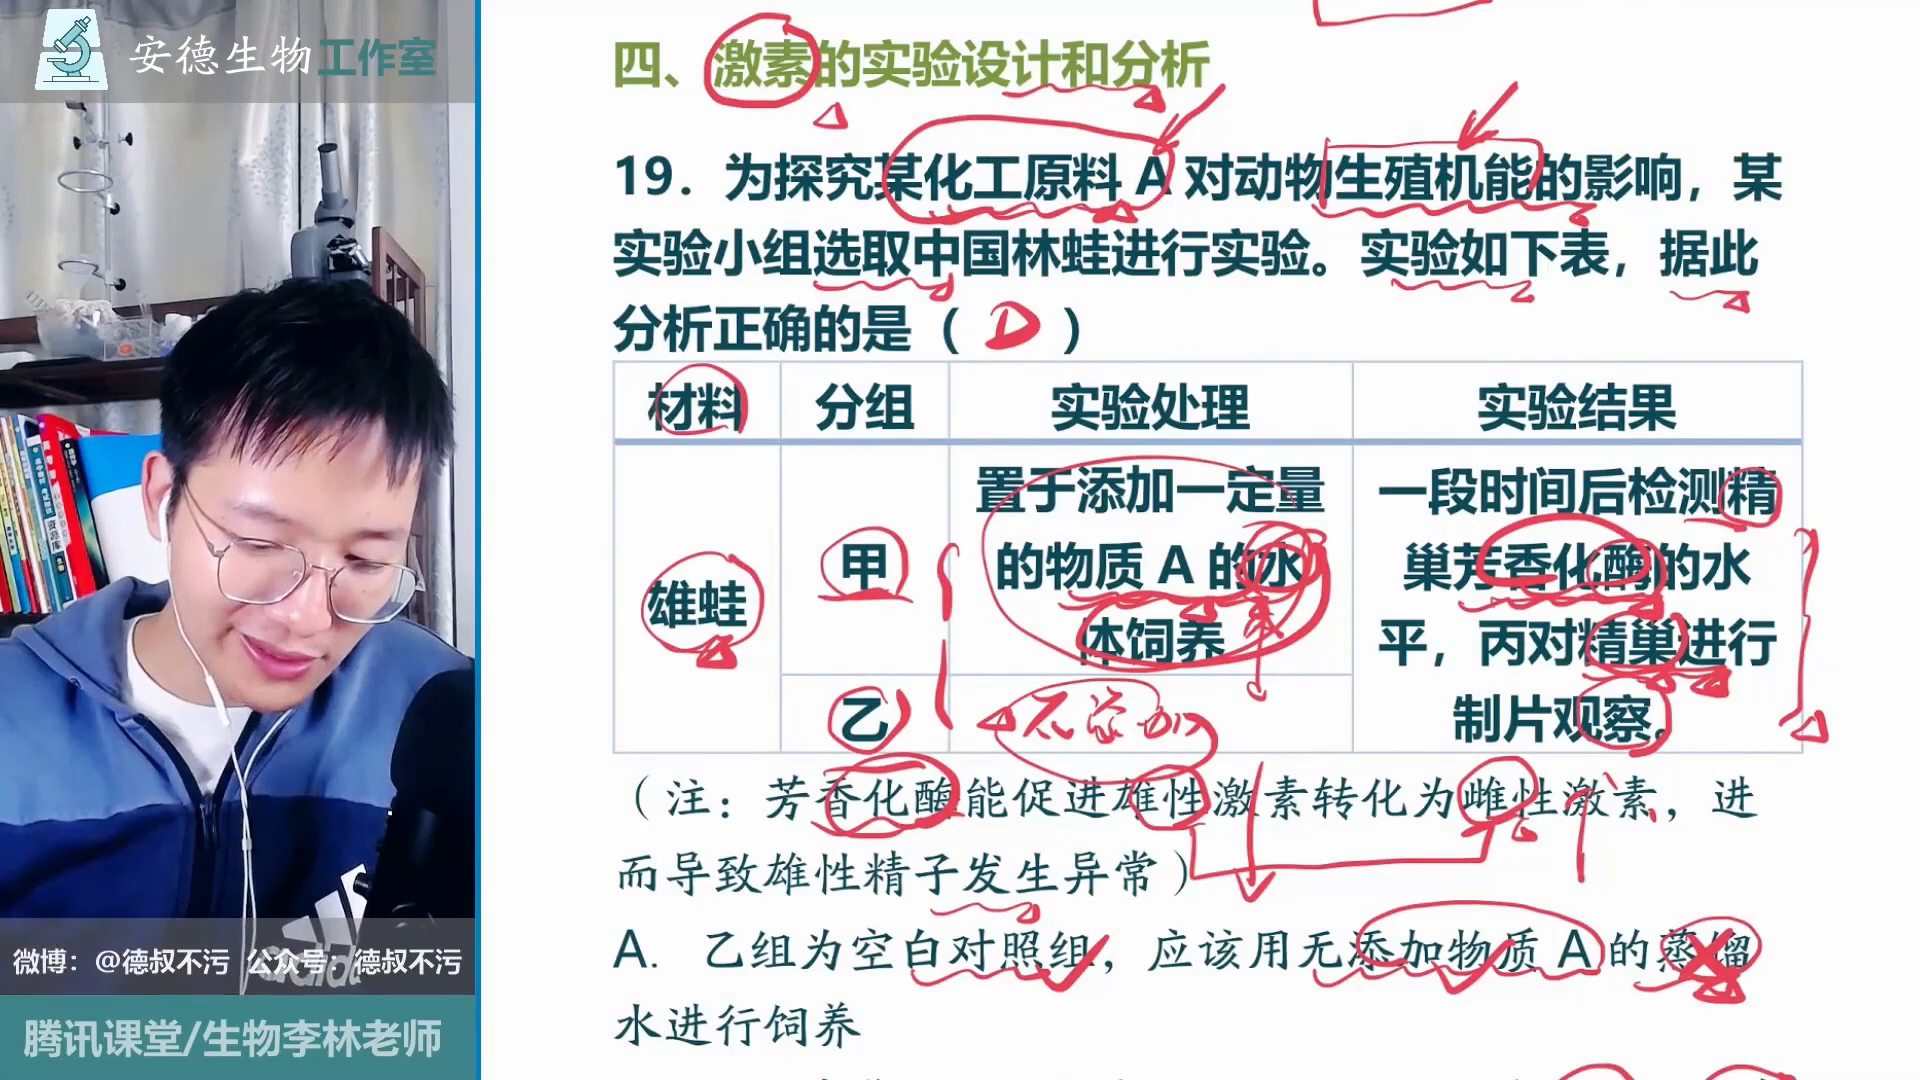 安德生物工作室
四、激素的实验设计和分析
19．为探究某化工原料 A 对动物生殖机能的影响，某
实验小组选取中国林蛙进行实验。实验如下表，据此
分析正确的是（ D ）
材料 分组 实验处理 实验结果
雄蛙
甲
置于添加一定量
的物质 A 的水
体饲养
乙
不添加
一段时间后检测精
巢芳香化酶的水
平，丙对精巢进行
制片观察。
（注：芳香化酶能促进雄性激素转化为雌性激素，进
而导致雄性精子发生异常）
A. 乙组为空白对照组，应该用无添加物质 A 的蒸馏
水进行饲养
微博：@德叔不污 公众号：德叔不污
adidas
腾讯课堂/生物李林老师